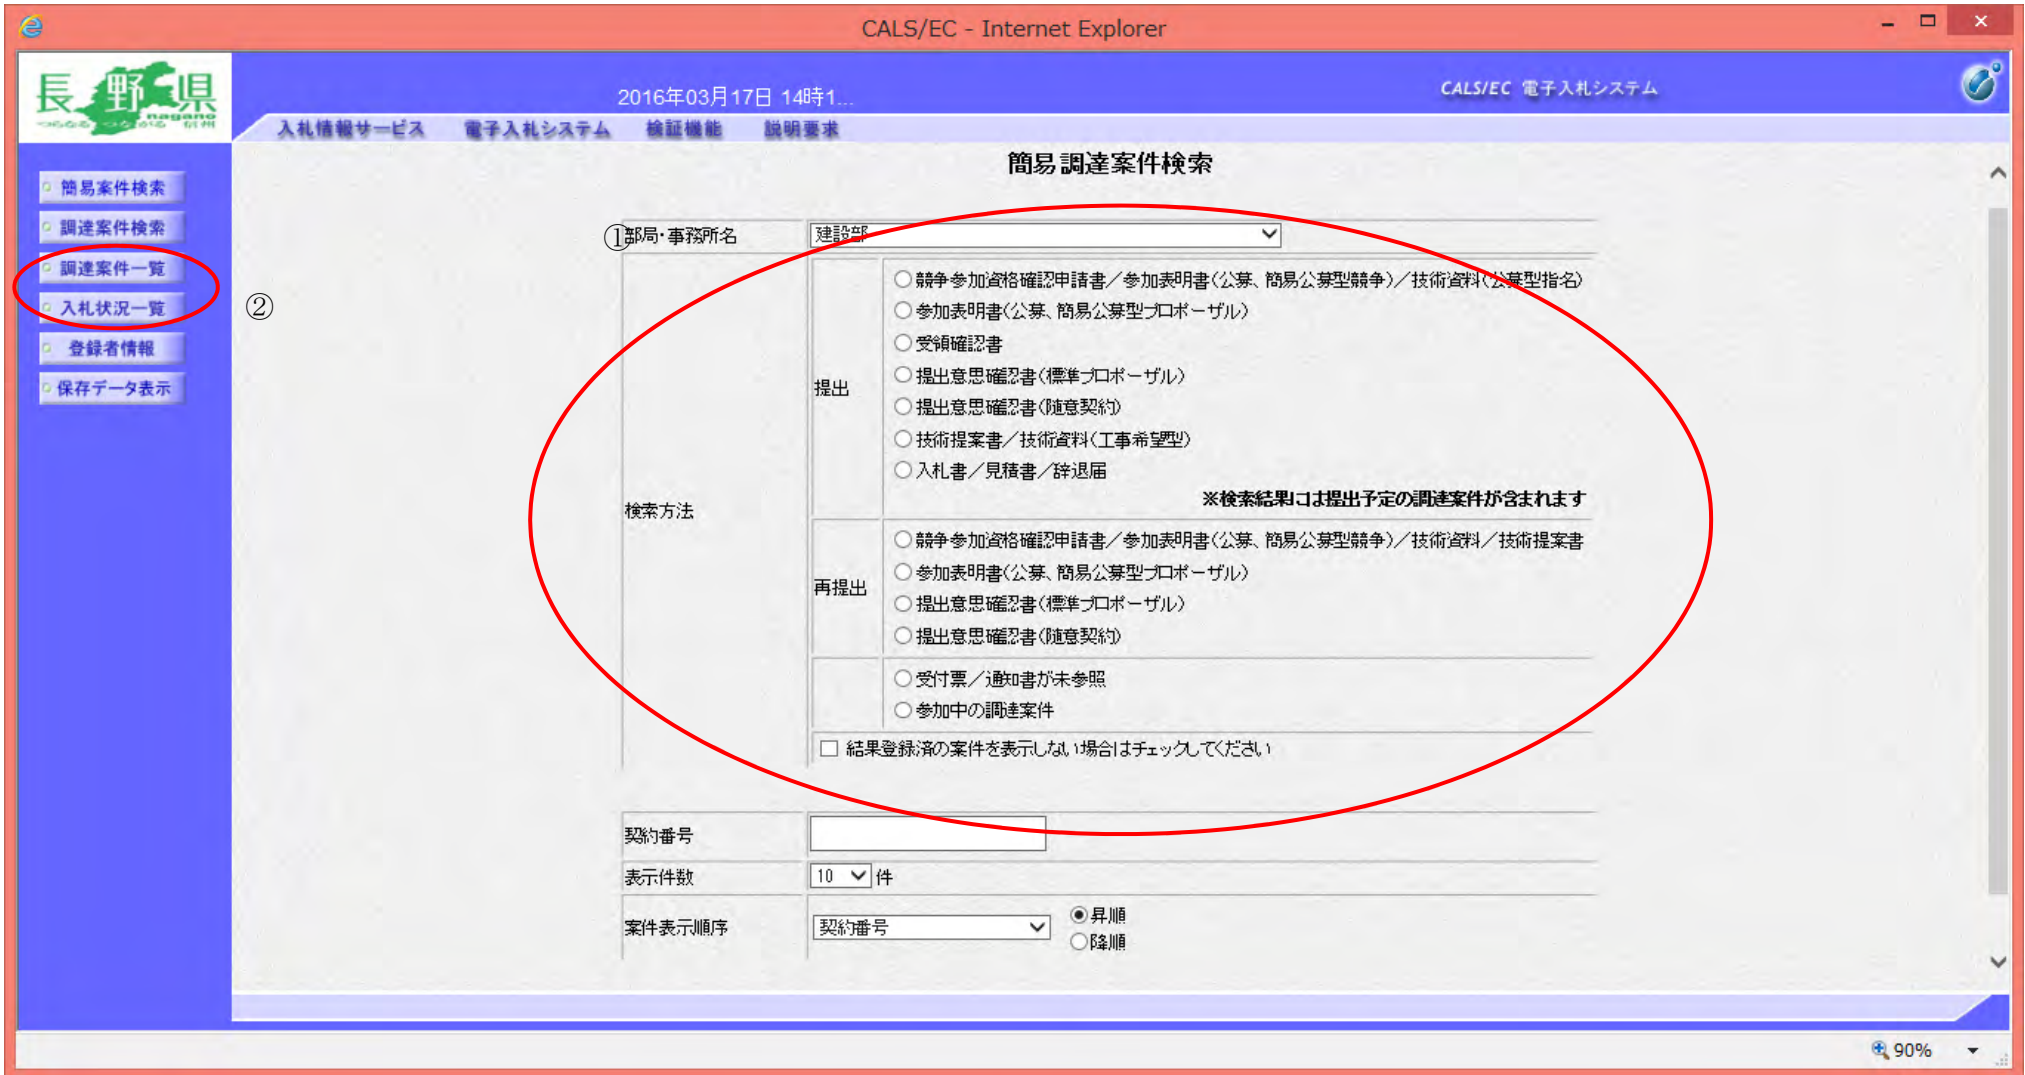 CALS/EC - Internet Explorer
長野県
nagano
つらなる つながる 信州
2016年03月17日 14時1...
CALS/EC 電子入札システム
入札情報サービス 電子入札システム 検証機能 説明要求
簡易調達案件検索
簡易案件検索
調達案件検索
調達案件一覧
入札状況一覧
登録者情報
保存データ表示
②
①部局・事務所名 建設部
検索方法
提出
競争参加資格確認申請書／参加表明書（公募、簡易公募型競争）／技術資料（公募型指名）
参加表明書（公募、簡易公募型プロポーザル）
受領確認書
提出意思確認書（標準プロポーザル）
提出意思確認書（随意契約）
技術提案書／技術資料（工事希望型）
入札書／見積書／辞退届
※検索結果には提出予定の調達案件が含まれます
再提出
競争参加資格確認申請書／参加表明書（公募、簡易公募型競争）／技術資料／技術提案書
参加表明書（公募、簡易公募型プロポーザル）
提出意思確認書（標準プロポーザル）
提出意思確認書（随意契約）
受付票／通知書が未参照
参加中の調達案件
結果登録済の案件を表示しない場合はチェックしてください
契約番号
表示件数 10 件
案件表示順序 契約番号 昇順
降順
90%